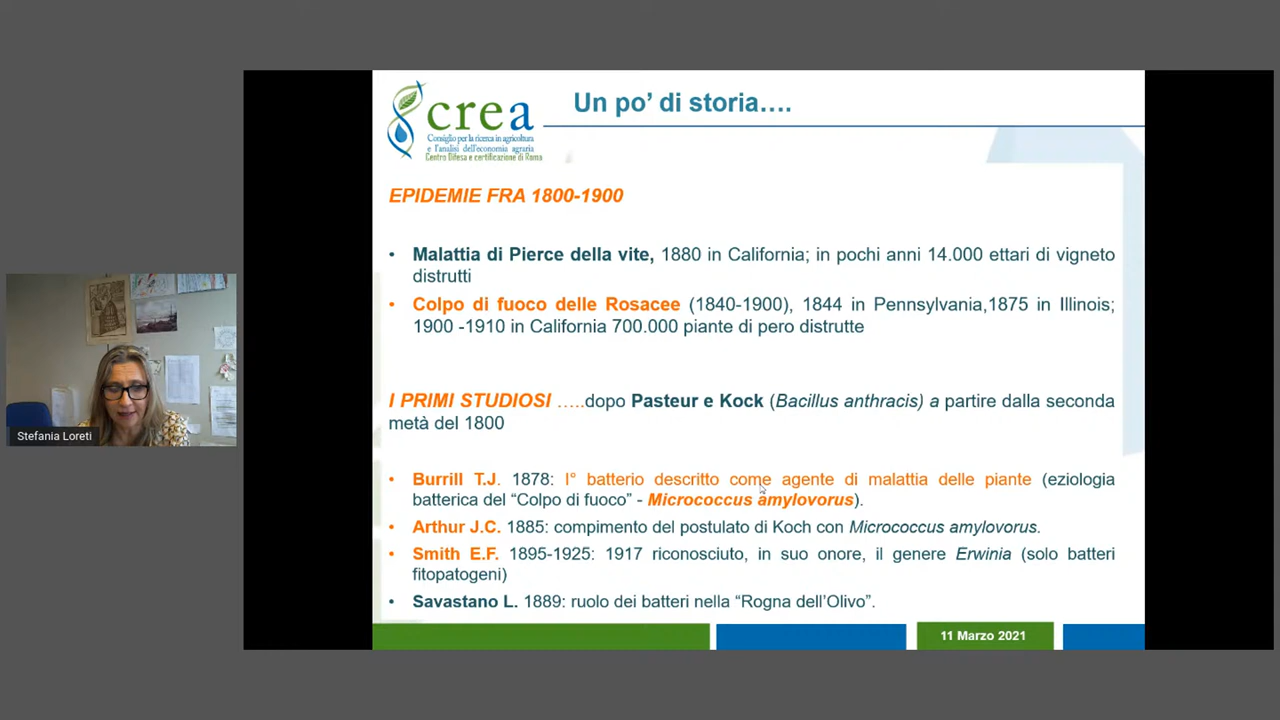 crea
Consiglio per la ricerca in agricoltura
e l'analisi dell'economia agraria
Centro Difesa e certificazione di Roma
Un po' di storia….
EPIDEMIE FRA 1800-1900
• Malattia di Pierce della vite, 1880 in California; in pochi anni 14.000 ettari di vigneto
distrutti
• Colpo di fuoco delle Rosacee (1840-1900), 1844 in Pennsylvania,1875 in Illinois;
1900 -1910 in California 700.000 piante di pero distrutte
I PRIMI STUDIOSI …..dopo Pasteur e Kock (Bacillus anthracis) a partire dalla seconda
metà del 1800
• Burrill T.J. 1878: I° batterio descritto come agente di malattia delle piante (eziologia
batterica del “Colpo di fuoco” - Micrococcus amylovorus).
• Arthur J.C. 1885: compimento del postulato di Koch con Micrococcus amylovorus.
• Smith E.F. 1895-1925: 1917 riconosciuto, in suo onore, il genere Erwinia (solo batteri
fitopatogeni)
• Savastano L. 1889: ruolo dei batteri nella “Rogna dell’Olivo”.
11 Marzo 2021
Stefania Loreti